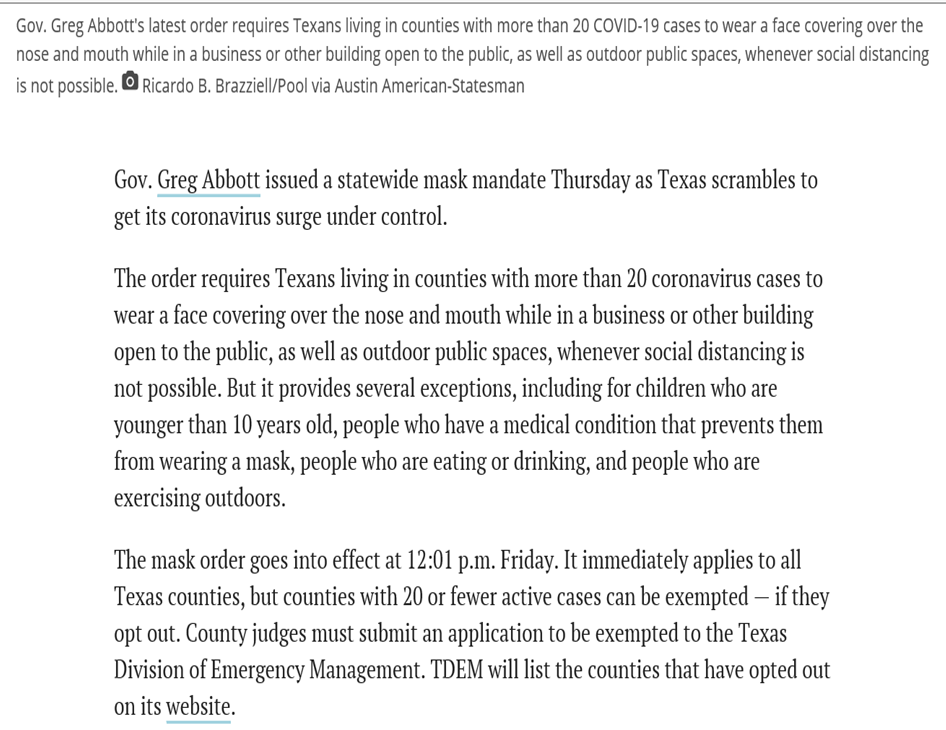 Gov. Greg Abbott's latest order requires Texans living in counties with more than 20 COVID-19 cases to wear a face covering over the
nose and mouth while in a business or other building open to the public, as well as outdoor public spaces, whenever social distancing
is not possible. Ricardo B. Brazziell/Pool via Austin American-Statesman
Gov. Greg Abbott issued a statewide mask mandate Thursday as Texas scrambles to
get its coronavirus surge under control.
The order requires Texans living in counties with more than 20 coronavirus cases to
wear a face covering over the nose and mouth while in a business or other building
open to the public, as well as outdoor public spaces, whenever social distancing is
not possible. But it provides several exceptions, including for children who are
younger than 10 years old, people who have a medical condition that prevents them
from wearing a mask, people who are eating or drinking, and people who are
exercising outdoors.
The mask order goes into effect at 12:01 p.m. Friday. It immediately applies to all
Texas counties, but counties with 20 or fewer active cases can be exempted — if they
opt out. County judges must submit an application to be exempted to the Texas
Division of Emergency Management. TDEM will list the counties that have opted out
on its website.